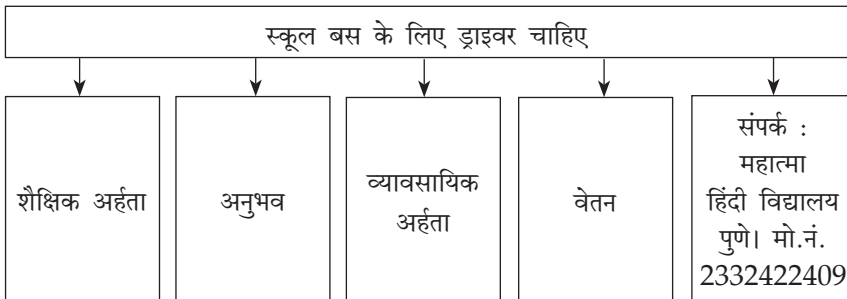 स्कूल बस के लिए ड्राइवर चाहिए
शैक्षिक अर्हता
अनुभव
व्यावसायिक
अर्हता
वेतन
संपर्क :
महात्मा
हिंदी विद्यालय
पुणे। मो.नं.
2332422409